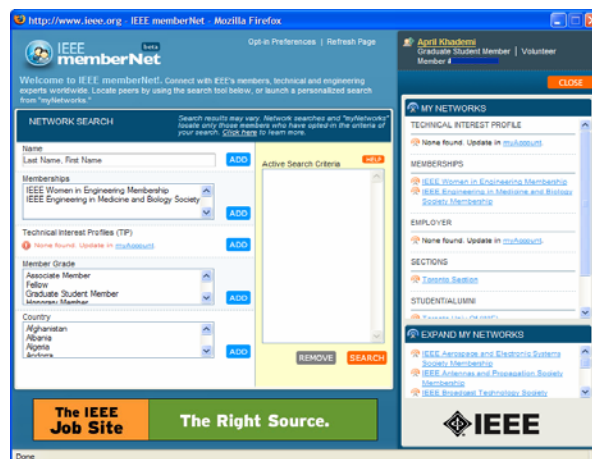 http://www.ieee.org - IEEE memberNet - Mozilla Firefox
IEEE beta
memberNet
Opt-in Preferences | Refresh Page
Welcome to IEEE memberNet!. Connect with IEEE's members, technical and engineering
experts worldwide. Locate peers by using the search tool below, or launch a personalized search
from "myNetworks."
NETWORK SEARCH
Search results may vary. Network searches and "myNetworks"
locate only those members who have opted-in the criteria of
your search. Click here to learn more.
Name
Last Name, First Name
ADD
Memberships
IEEE Women in Engineering Membership
IEEE Engineering in Medicine and Biology Society
ADD
Technical Interest Profiles (TIP)
None found. Update in myAccount.
ADD
Member Grade
Associate Member
Fellow
Graduate Student Member
Honorary Member
ADD
Country
Afghanistan
Albania
Algeria
Andorra
ADD
Active Search Criteria
HELP
REMOVE
SEARCH
April Khademi
Graduate Student Member | Volunteer
Member #
CLOSE
MY NETWORKS
TECHNICAL INTEREST PROFILE
None found. Update in myAccount.
MEMBERSHIPS
IEEE Women in Engineering Membership
IEEE Engineering in Medicine and Biology
Society Membership
EMPLOYER
None found. Update in myAccount.
SECTIONS
Toronto Section
STUDENT/ALUMNI
EXPAND MY NETWORKS
IEEE Aerospace and Electronic Systems
Society Membership
IEEE Antennas and Propagation Society
Membership
IEEE Broadcast Technology Society
The IEEE
Job Site
The Right Source.
IEEE
Done